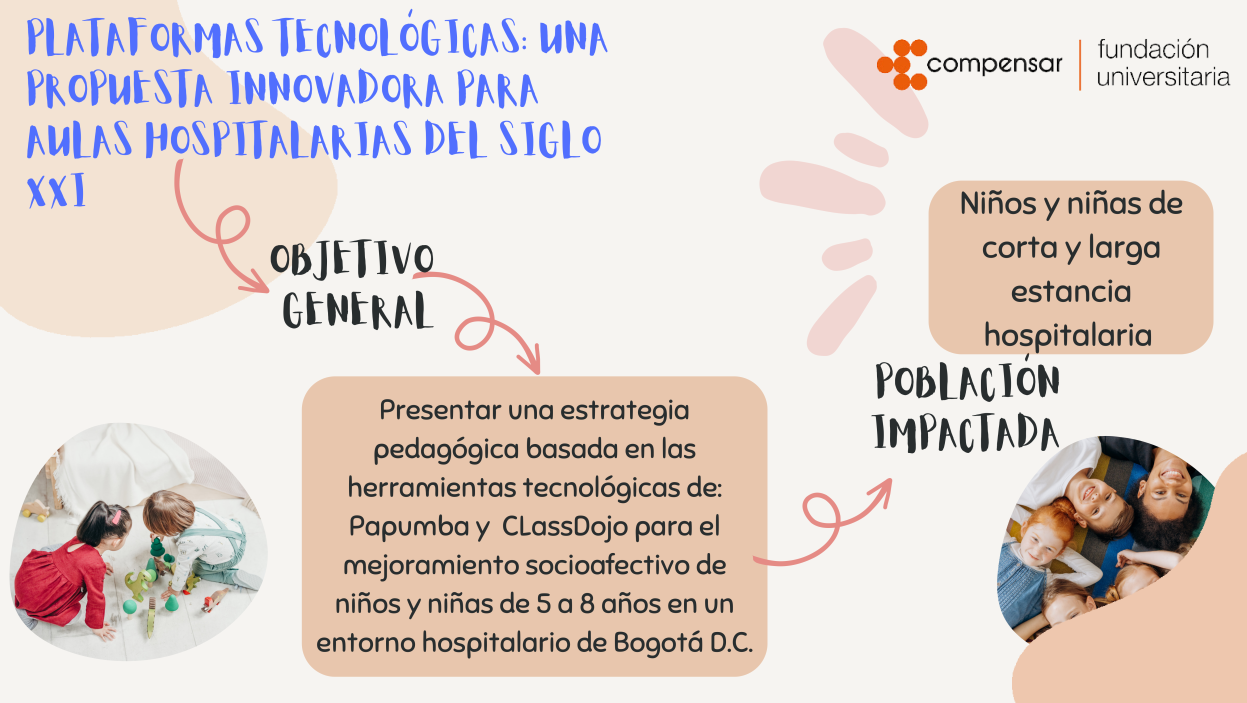 PLATAFORMAS TECNOLÓGICAS: UNA
PROPUESTA INNOVADORA PARA
AULAS HOSPITALARIAS DEL SIGLO
XXI
compensar
fundación
universitaria
OBJETIVO
GENERAL
Presentar una estrategia
pedagógica basada en las
herramientas tecnológicas de:
Papumba y CLassDojo para el
mejoramiento socioafectivo de
niños y niñas de 5 a 8 años en un
entorno hospitalario de Bogotá D.C.
Niños y niñas de
corta y larga
estancia
hospitalaria
POBLACIÓN
IMPACTADA